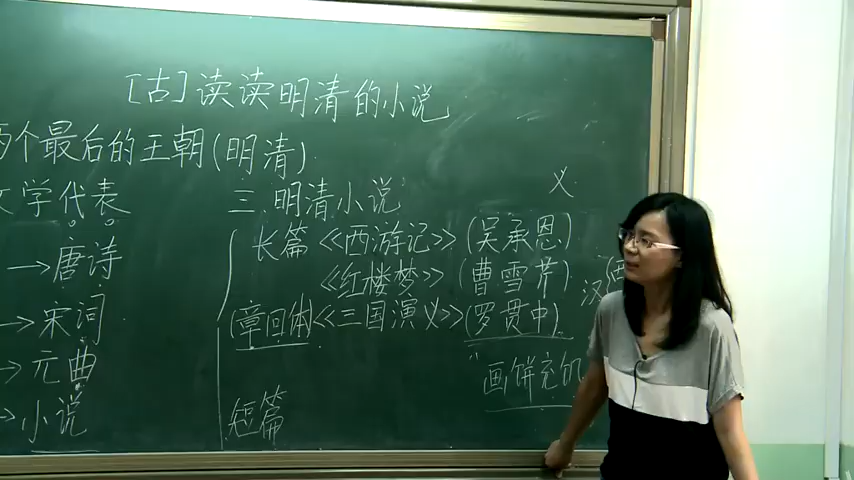 [古]读读明清的小说
两个最后的王朝(明清)
文学代表
→唐诗
→宋词
→元曲
→小说
三.明清小说
长篇《西游记》(吴承恩)
《红楼梦》(曹雪芹)
(章回体)《三国演义》(罗贯中)
短篇
义
汉
画饼充饥